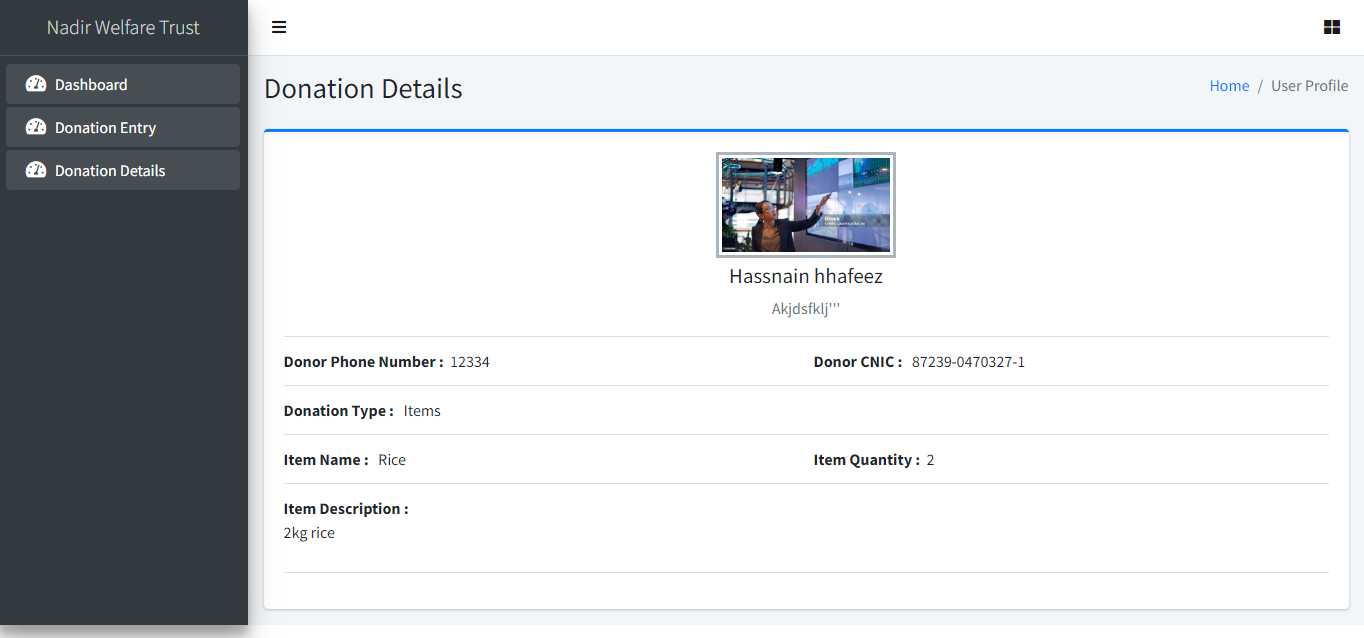 Nadir Welfare Trust
Dashboard
Donation Entry
Donation Details
Donation Details
Home / User Profile
iStock
Hassnain hhafeez
Akjdsfklj'''
Donor Phone Number : 12334
Donor CNIC : 87239-0470327-1
Donation Type : Items
Item Name : Rice
Item Quantity : 2
Item Description :
2kg rice